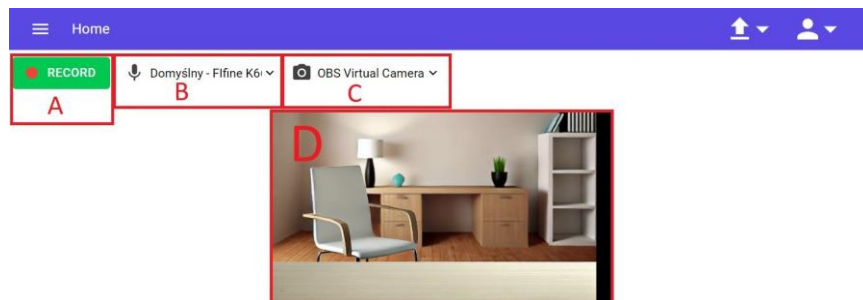 Home
RECORD
Domyślny - FIfine K6
OBS Virtual Camera
A
B
C
D